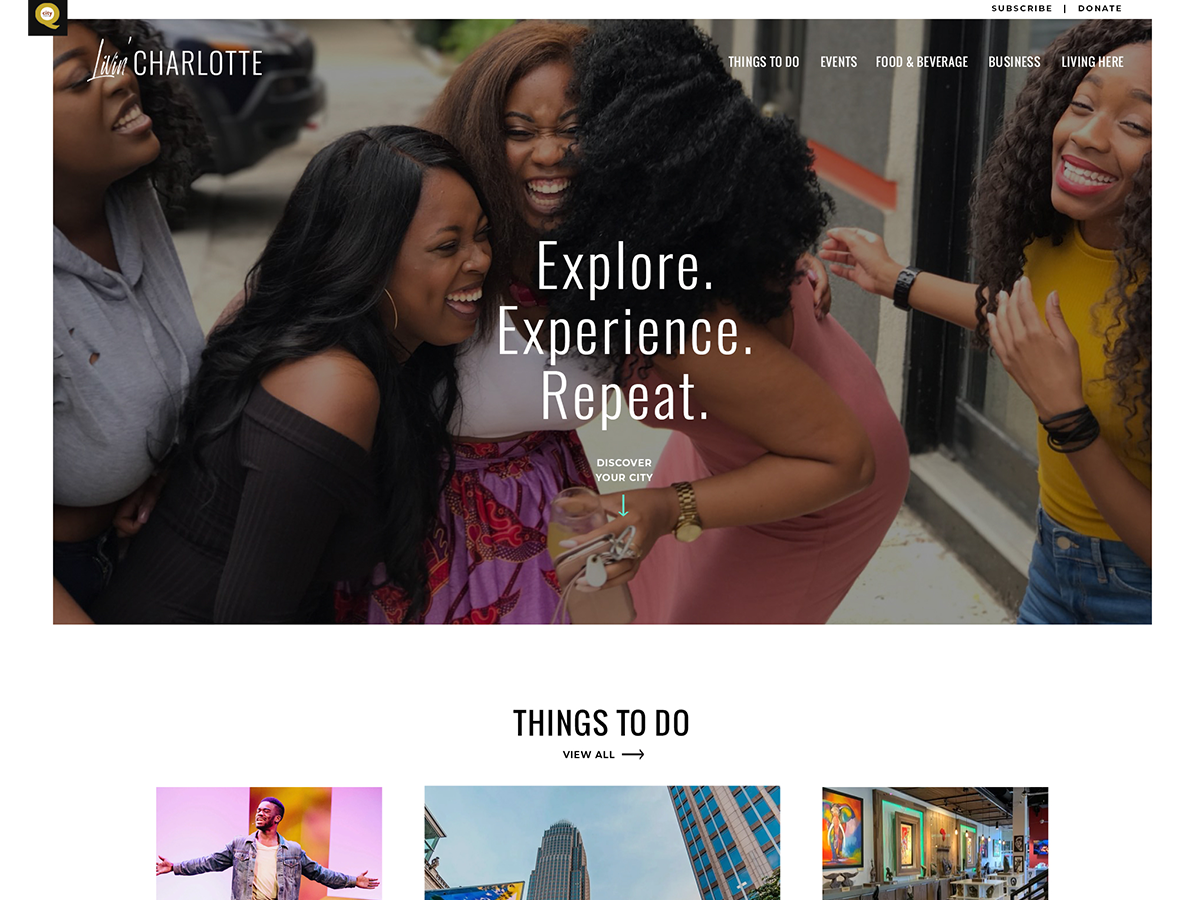 city
SUBSCRIBE | DONATE
Livin' CHARLOTTE
THINGS TO DO EVENTS FOOD & BEVERAGE BUSINESS LIVING HERE
Explore.
Experience.
Repeat.
DISCOVER
YOUR CITY
THINGS TO DO
VIEW ALL